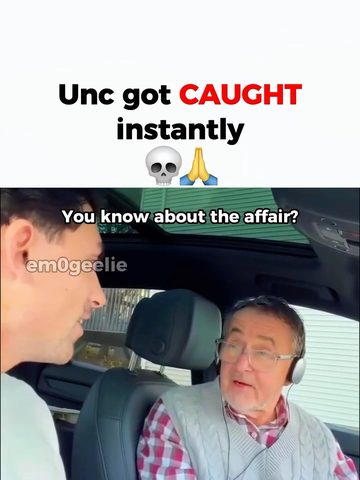 Unc got CAUGHT
instantly
💀🙏
You know about the affair?
em0geelie